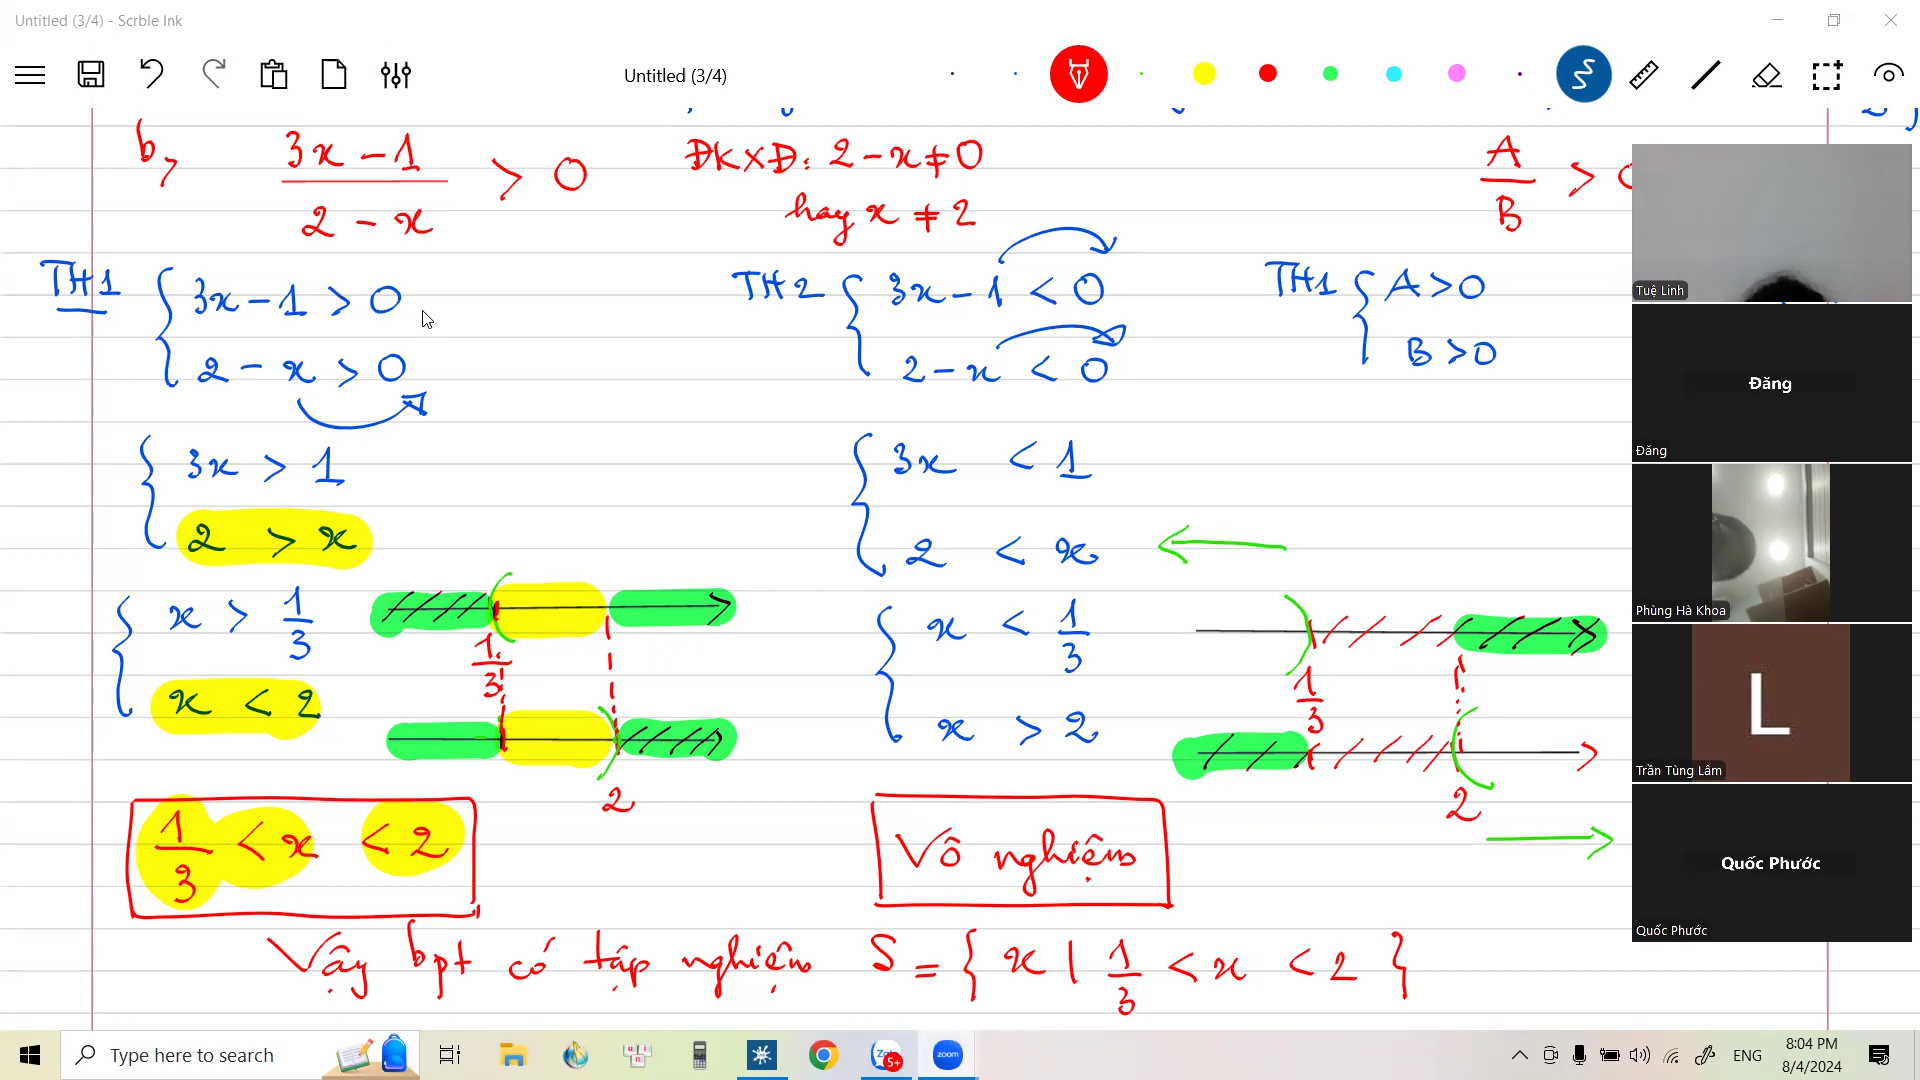 Untitled (3/4) - Scrble Ink
Untitled (3/4)
b, (3x-1)/(2-x) > 0
ĐKXĐ: 2-x≠0
hay x ≠ 2
A/B > 0
TH1 { 3x-1 > 0
2-x > 0
TH2 { 3x-1 < 0
2-x < 0
TH1 { A>0
B>0
{ 3x > 1
2 > x
{ 3x < 1
2 < x
{ x > 1/3
x < 2
1/3
2
{ x < 1/3
x > 2
1/3
2
1/3 < x < 2
Vô nghiệm
Vậy bpt có tập nghiệm S = { x | 1/3 < x < 2 }
Tuệ Linh
Đăng
Đăng
Phùng Hà Khoa
L
Trần Tùng Lâm
Quốc Phước
Quốc Phước
Type here to search
5+
zoom
ENG
8:04 PM
8/4/2024